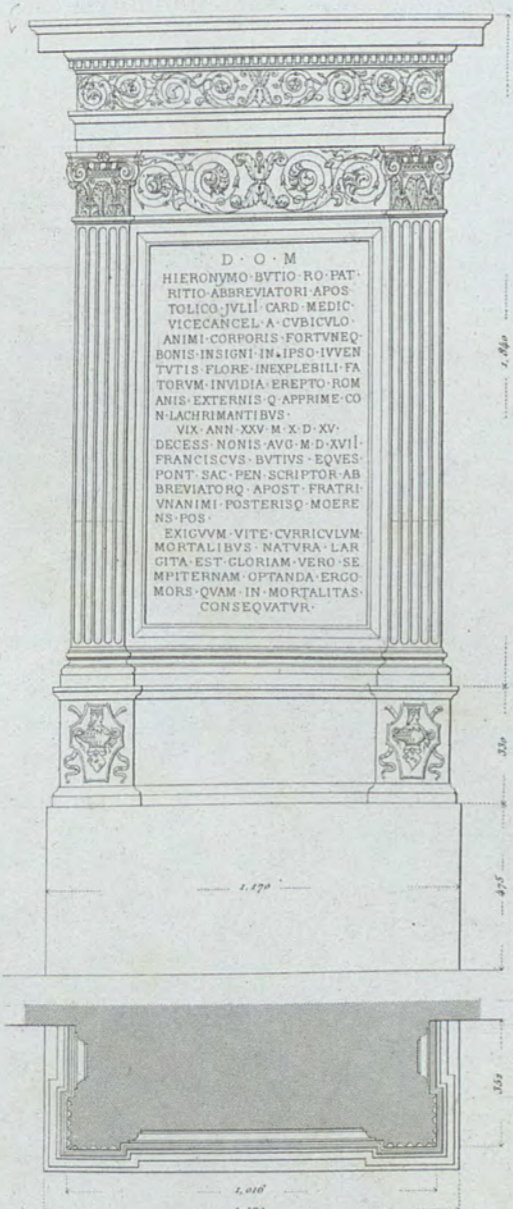 D·O·M
HIERONYMO·BVTIO·RO·PAT·
RITIO·ABBREVIATORI·APOS
TOLICO·JVLII·CARD·MEDIC·
VICECANCEL·A·CVBICVLO·
ANIMI·CORPORIS·FORTVNEQ·
BONIS·INSIGNI·IN·IPSO·IVVEN
TVTIS·FLORE·INEXPLEBILI·FA
TORVM·INVIDIA·EREPTO·ROM
ANIS·EXTERNIS·Q·APPRIME·CO
N·LACHRIMANTIBVS·
VIX·ANN·XXV·M·X·D·XV·
DECESS·NONIS·AVG·M·D·XVII·
FRANCISCVS·BVTIVS·EQVES·
PONT·SAC·PEN·SCRIPTOR·AB
BREVIATORQ·APOST·FRATRI·
VNANIMI·POSTERISQ·MOERE
NS·POS·
EXIGVVM·VITE·CVRRICVLVM·
MORTALIBVS·NATVRA·LAR
GITA·EST·GLORIAM·VERO·SE
MPITERNAM·OPTANDA·ERGO·
MORS·QVAM·IN·MORTALITAS·
CONSEQVATVR·
1,840
330
1,170
475
352
1,016